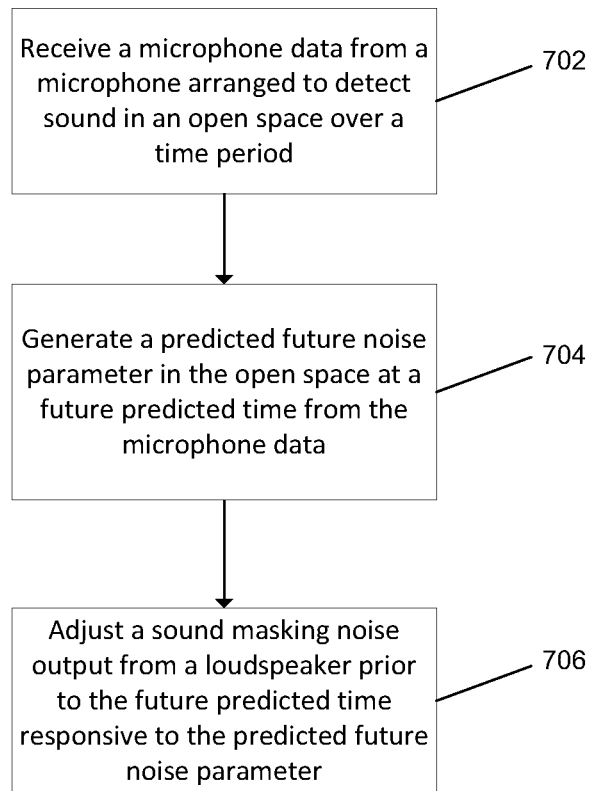 Receive a microphone data from a
microphone arranged to detect
sound in an open space over a
time period
702
Generate a predicted future noise
parameter in the open space at a
future predicted time from the
microphone data
704
Adjust a sound masking noise
output from a loudspeaker prior
to the future predicted time
responsive to the predicted future
noise parameter
706